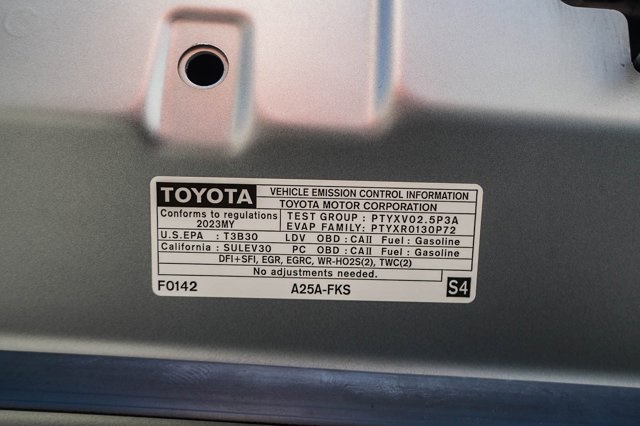 TOYOTA VEHICLE EMISSION CONTROL INFORMATION
TOYOTA MOTOR CORPORATION
Conforms to regulations TEST GROUP : PTYXV02.5P3A
2023MY EVAP FAMILY: PTYXR0130P72
U.S.EPA : T3B30 LDV OBD : CAII Fuel : Gasoline
California : SULEV30 PC OBD : CAII Fuel : Gasoline
DFI+SFI, EGR, EGRC, WR-HO2S(2), TWC(2)
No adjustments needed.
F0142 A25A-FKS S4